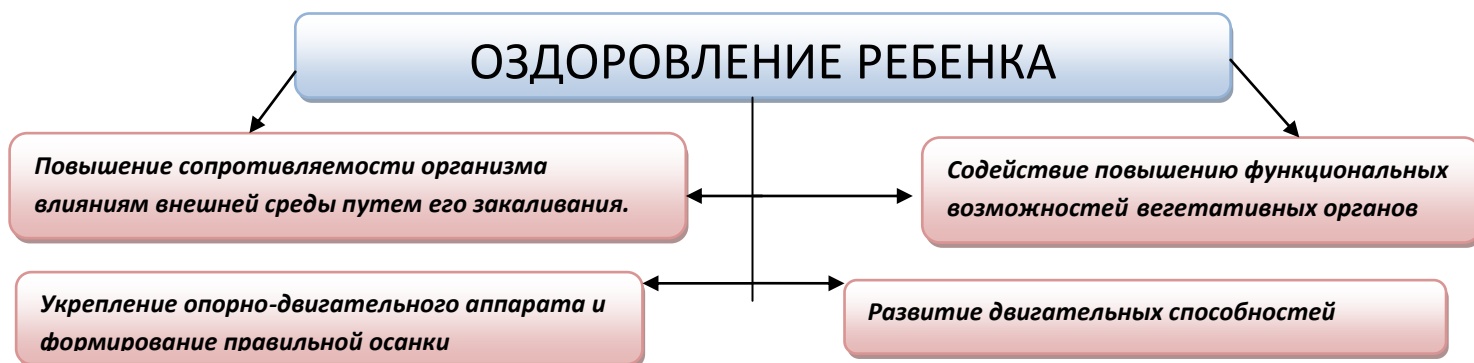 ОЗДОРОВЛЕНИЕ РЕБЕНКА
Повышение сопротивляемости организма
влияниям внешней среды путем его закаливания.
Содействие повышению функциональных
возможностей вегетативных органов
Укрепление опорно-двигательного аппарата и
формирование правильной осанки
Развитие двигательных способностей